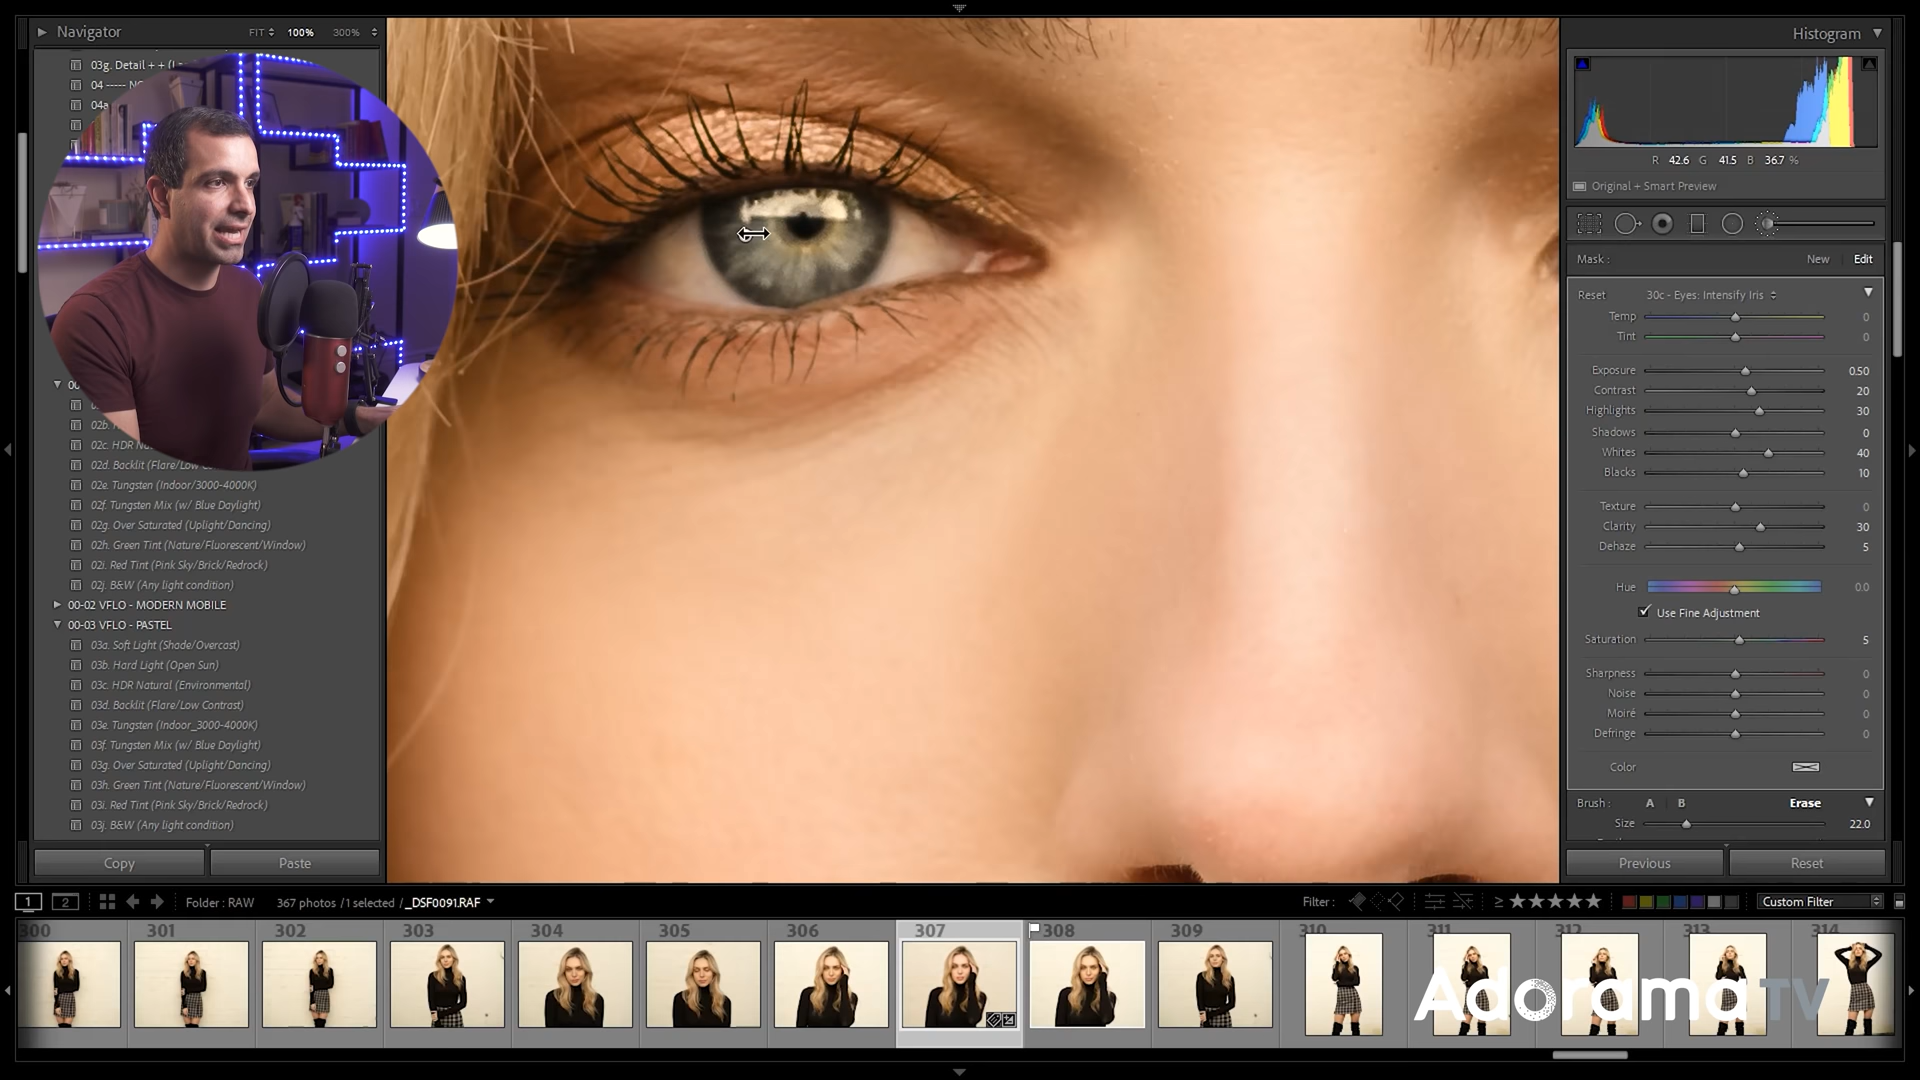 Navigator
FIT 100% 300%
03g. Detail + +
04 -----
04a
00
02b.
02c. HDR
02d. Backlit (Flare/Low
02e. Tungsten (Indoor/3000-4000K)
02f. Tungsten Mix (w/ Blue Daylight)
02g. Over Saturated (Uplight/Dancing)
02h. Green Tint (Nature/Fluorescent/Window)
02i. Red Tint (Pink Sky/Brick/Redrock)
02j. B&W (Any light condition)
00-02 VFLO - MODERN MOBILE
00-03 VFLO - PASTEL
03a. Soft Light (Shade/Overcast)
03b. Hard Light (Open Sun)
03c. HDR Natural (Environmental)
03d. Backlit (Flare/Low Contrast)
03e. Tungsten (Indoor_3000-4000K)
03f. Tungsten Mix (w/ Blue Daylight)
03g. Over Saturated (Uplight/Dancing)
03h. Green Tint (Nature/Fluorescent/Window)
03i. Red Tint (Pink Sky/Brick/Redrock)
03j. B&W (Any light condition)
Copy Paste
Histogram
R 42.6 G 41.5 B 36.7 %
Original + Smart Preview
Mask : New Edit
Reset 30c - Eyes: Intensify Iris
Temp 0
Tint 0
Exposure 0.50
Contrast 20
Highlights 30
Shadows 0
Whites 40
Blacks 10
Texture 0
Clarity 30
Dehaze 5
Hue 0.0
Use Fine Adjustment
Saturation 5
Sharpness 0
Noise 0
Moiré 0
Defringe 0
Color
Brush : A B Erase
Size 22.0
Previous Reset
1 2 Folder : RAW 367 photos / 1 selected / _DSF0091.RAF Filter : ≥ ★★★★★ Custom Filter
300 301 302 303 304 305 306 307 308 309 310 311 312 313 314
Adorama TV